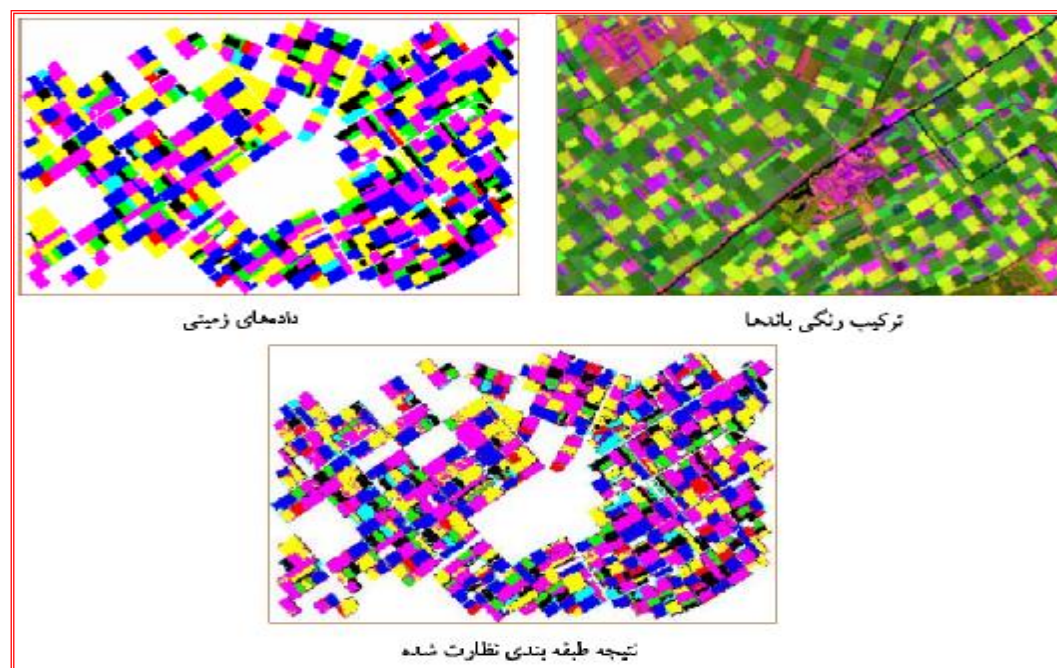 داده‌های زمینی
ترکیب رنگی باندها
نتیجه طبقه بندی نظارت شده